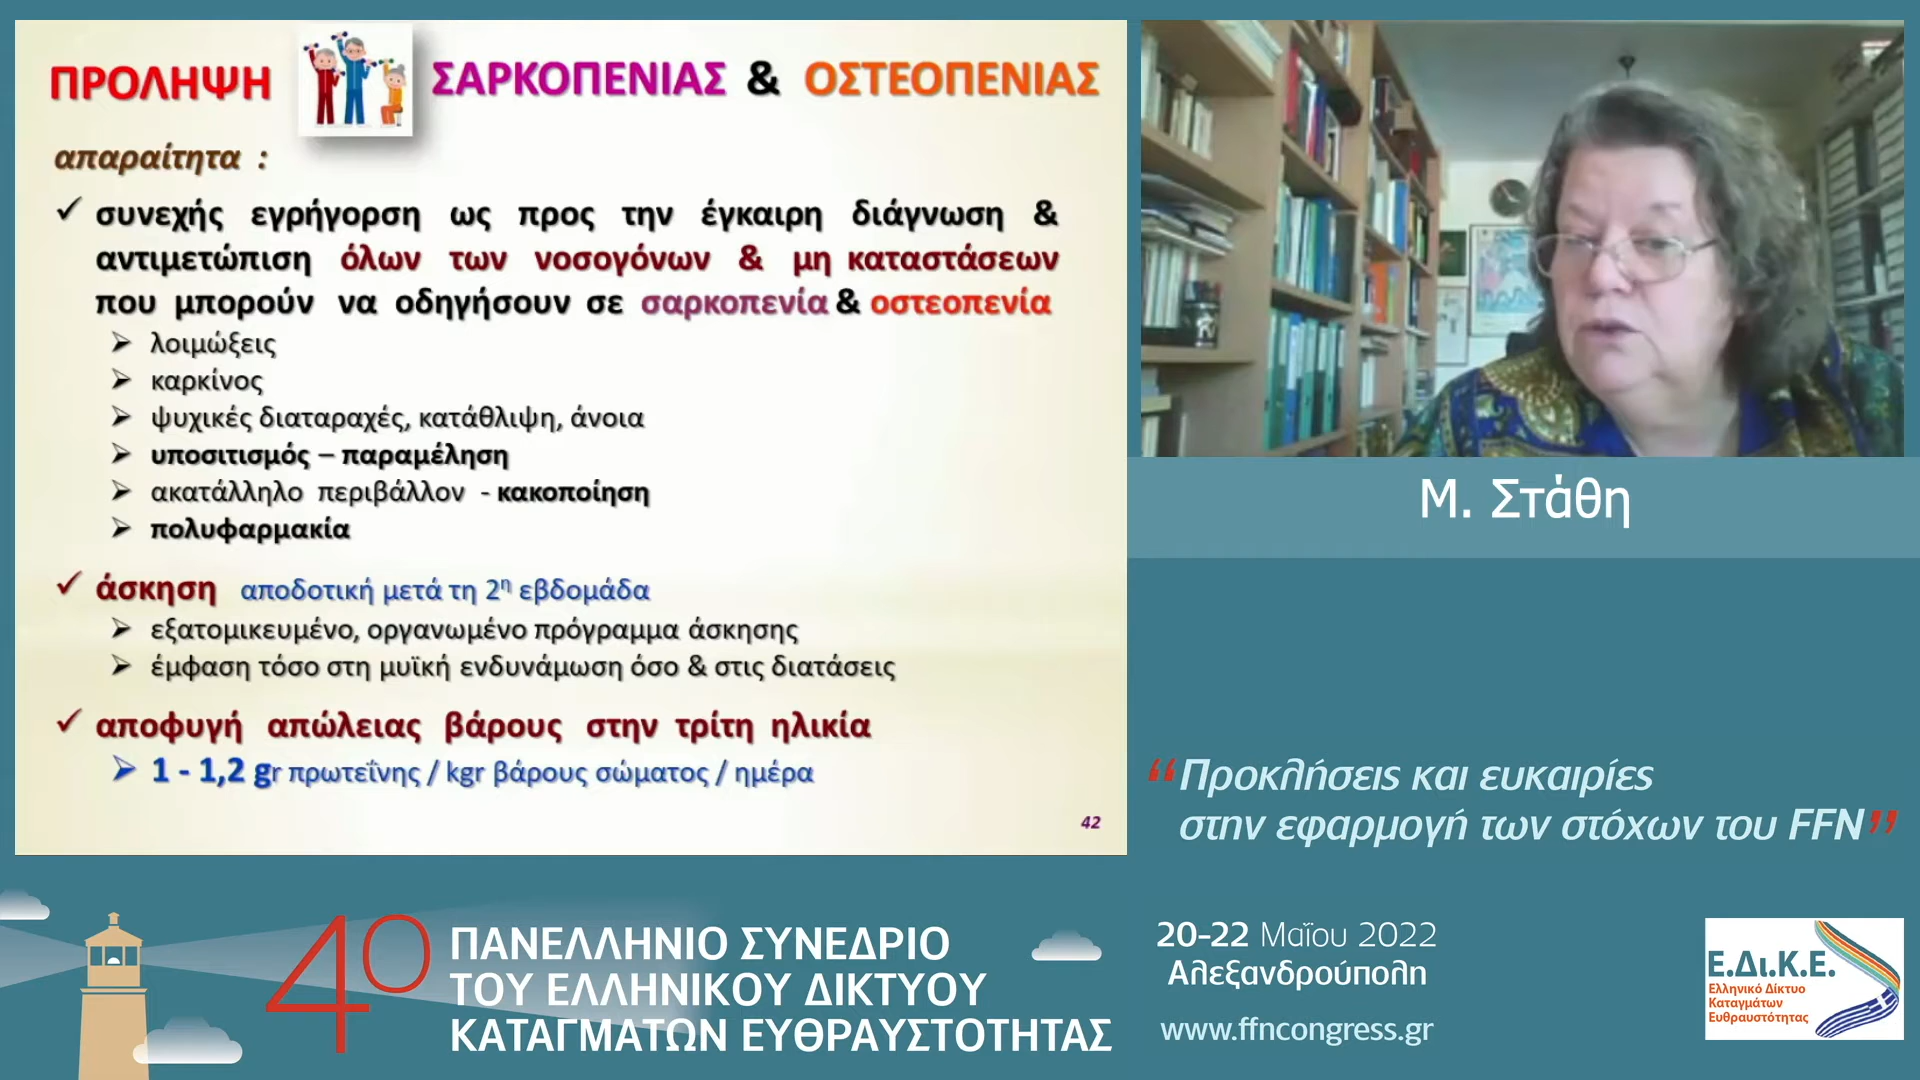 ΠΡΟΛΗΨΗ ΣΑΡΚΟΠΕΝΙΑΣ & ΟΣΤΕΟΠΕΝΙΑΣ
απαραίτητα :
✓ συνεχής εγρήγορση ως προς την έγκαιρη διάγνωση &
αντιμετώπιση όλων των νοσογόνων & μη καταστάσεων
που μπορούν να οδηγήσουν σε σαρκοπενία & οστεοπενία
➢ λοιμώξεις
➢ καρκίνος
➢ ψυχικές διαταραχές, κατάθλιψη, άνοια
➢ υποσιτισμός – παραμέληση
➢ ακατάλληλο περιβάλλον - κακοποίηση
➢ πολυφαρμακία
✓ άσκηση αποδοτική μετά τη 2η εβδομάδα
➢ εξατομικευμένο, οργανωμένο πρόγραμμα άσκησης
➢ έμφαση τόσο στη μυϊκή ενδυνάμωση όσο & στις διατάσεις
✓ αποφυγή απώλειας βάρους στην τρίτη ηλικία
➢ 1 - 1,2 gr πρωτεΐνης / kgr βάρους σώματος / ημέρα
42
Μ. Στάθη
“Προκλήσεις και ευκαιρίες
στην εφαρμογή των στόχων του FFN”
4Ο ΠΑΝΕΛΛΗΝΙΟ ΣΥΝΕΔΡΙΟ
ΤΟΥ ΕΛΛΗΝΙΚΟΥ ΔΙΚΤΥΟΥ
ΚΑΤΑΓΜΑΤΩΝ ΕΥΘΡΑΥΣΤΟΤΗΤΑΣ
20-22 Μαΐου 2022
Αλεξανδρούπολη
www.ffncongress.gr
Ε.Δι.Κ.Ε.
Ελληνικό Δίκτυο
Καταγμάτων
Ευθραυστότητας